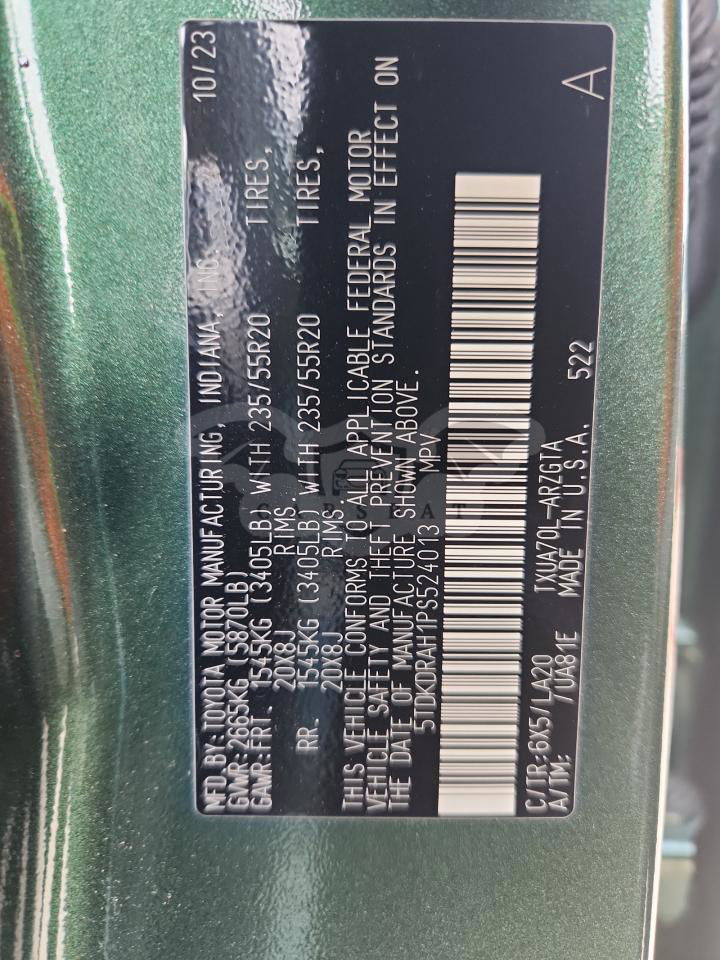 MFD. BY: TOYOTA MOTOR MANUFACTURING, INDIANA, INC. 10/23
GVWR: 2665KG (5870LB)
GAWR: FRT. 1545KG (3405LB) WITH 235/55R20 TIRES,
20X8J RIMS.
RR. 1545KG (3405LB) WITH 235/55R20 TIRES,
20X8J RIMS.
THIS VEHICLE CONFORMS TO ALL APPLICABLE FEDERAL MOTOR
VEHICLE SAFETY AND THEFT PREVENTION STANDARDS IN EFFECT ON
THE DATE OF MANUFACTURE SHOWN ABOVE.
5TDKDRAH1PS524013 MPV
C/TR: 6X5/LA20 TXUA70L-ARZGTA 522
A/TM: /UA81E MADE IN U.S.A.
A
CARSEAT